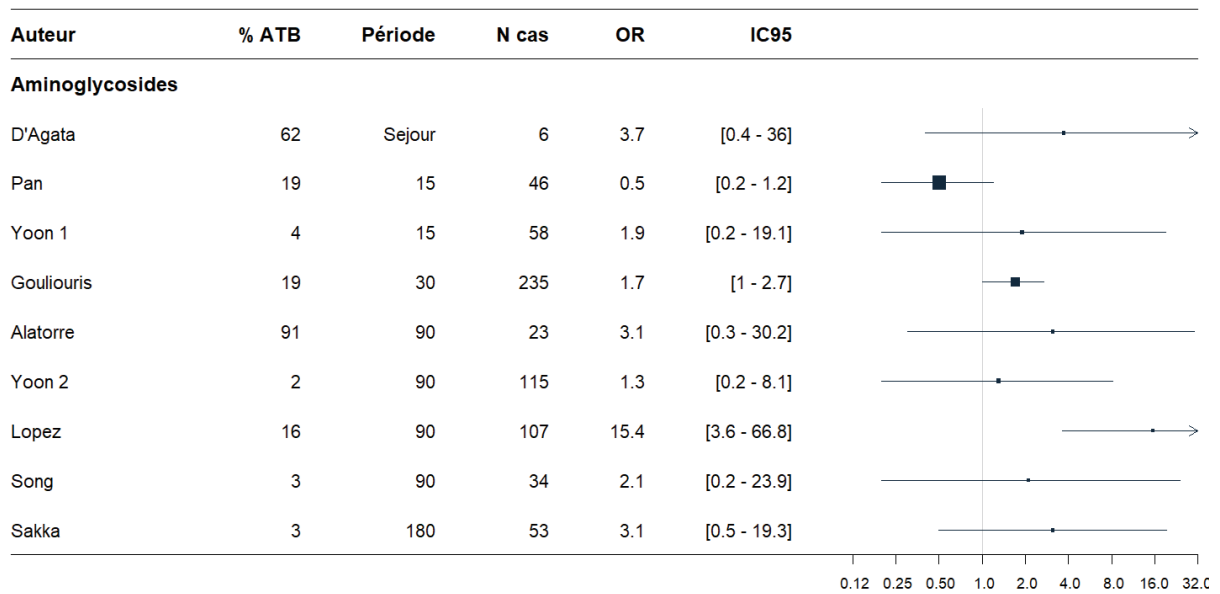 Auteur % ATB Période N cas OR IC95
Aminoglycosides
D'Agata 62 Sejour 6 3.7 [0.4 - 36]
Pan 19 15 46 0.5 [0.2 - 1.2]
Yoon 1 4 15 58 1.9 [0.2 - 19.1]
Gouliouris 19 30 235 1.7 [1 - 2.7]
Alatorre 91 90 23 3.1 [0.3 - 30.2]
Yoon 2 2 90 115 1.3 [0.2 - 8.1]
Lopez 16 90 107 15.4 [3.6 - 66.8]
Song 3 90 34 2.1 [0.2 - 23.9]
Sakka 3 180 53 3.1 [0.5 - 19.3]
0.12 0.25 0.50 1.0 2.0 4.0 8.0 16.0 32.0